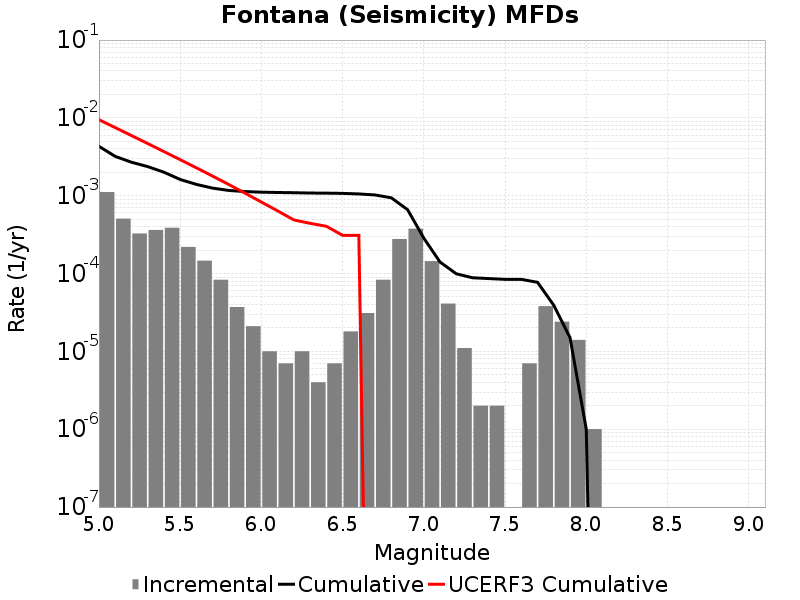 Fontana (Seismicity) MFDs
10-1
10-2
10-3
10-4
10-5
10-6
10-7
Rate (1/yr)
5.0 5.5 6.0 6.5 7.0 7.5 8.0 8.5 9.0
Magnitude
Incremental Cumulative UCERF3 Cumulative